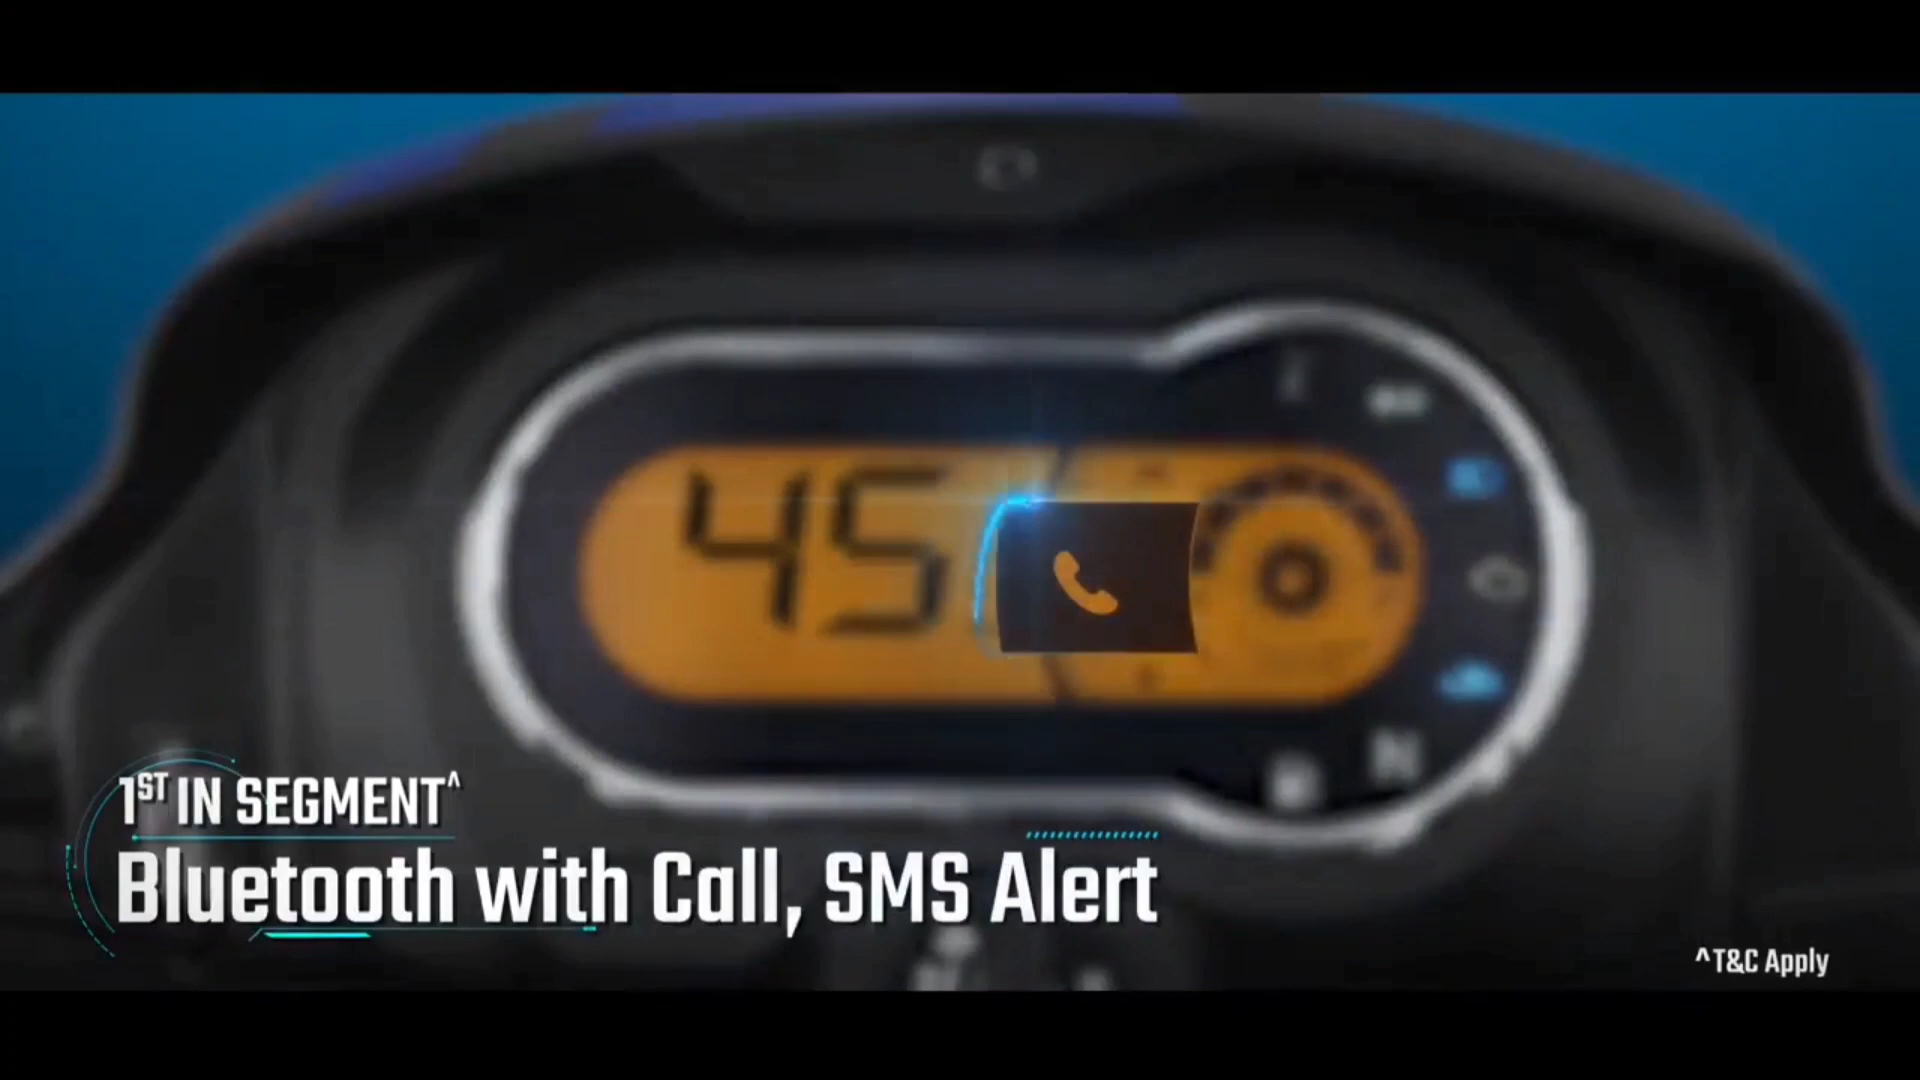 45
1ST IN SEGMENT^
Bluetooth with Call, SMS Alert
^T&C Apply